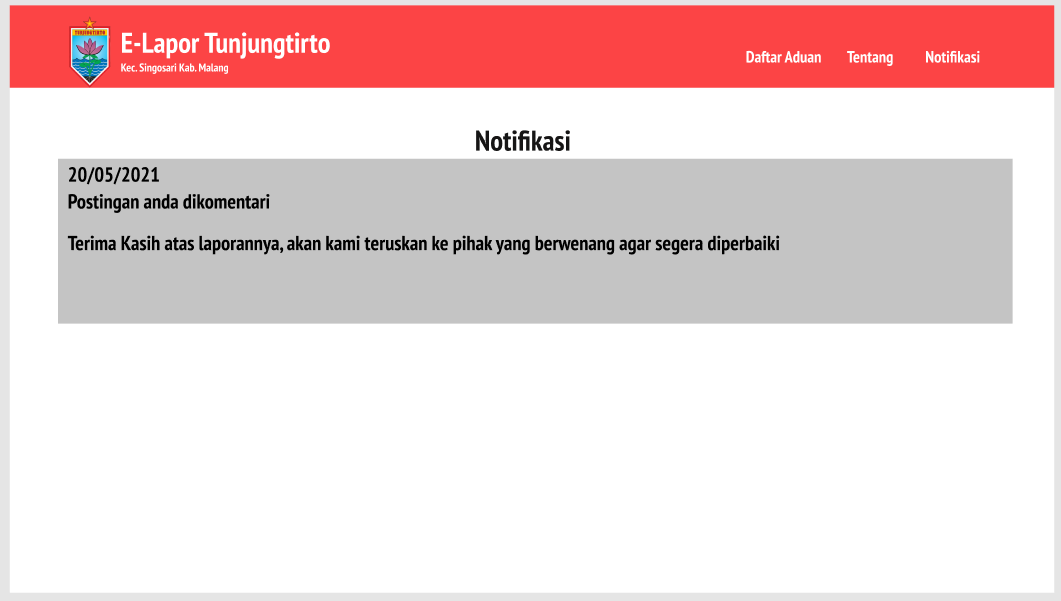 TUNJUNGTIRTO
E-Lapor Tunjungtirto
Kec. Singosari Kab. Malang
Daftar Aduan Tentang Notifikasi
Notifikasi
20/05/2021
Postingan anda dikomentari
Terima Kasih atas laporannya, akan kami teruskan ke pihak yang berwenang agar segera diperbaiki